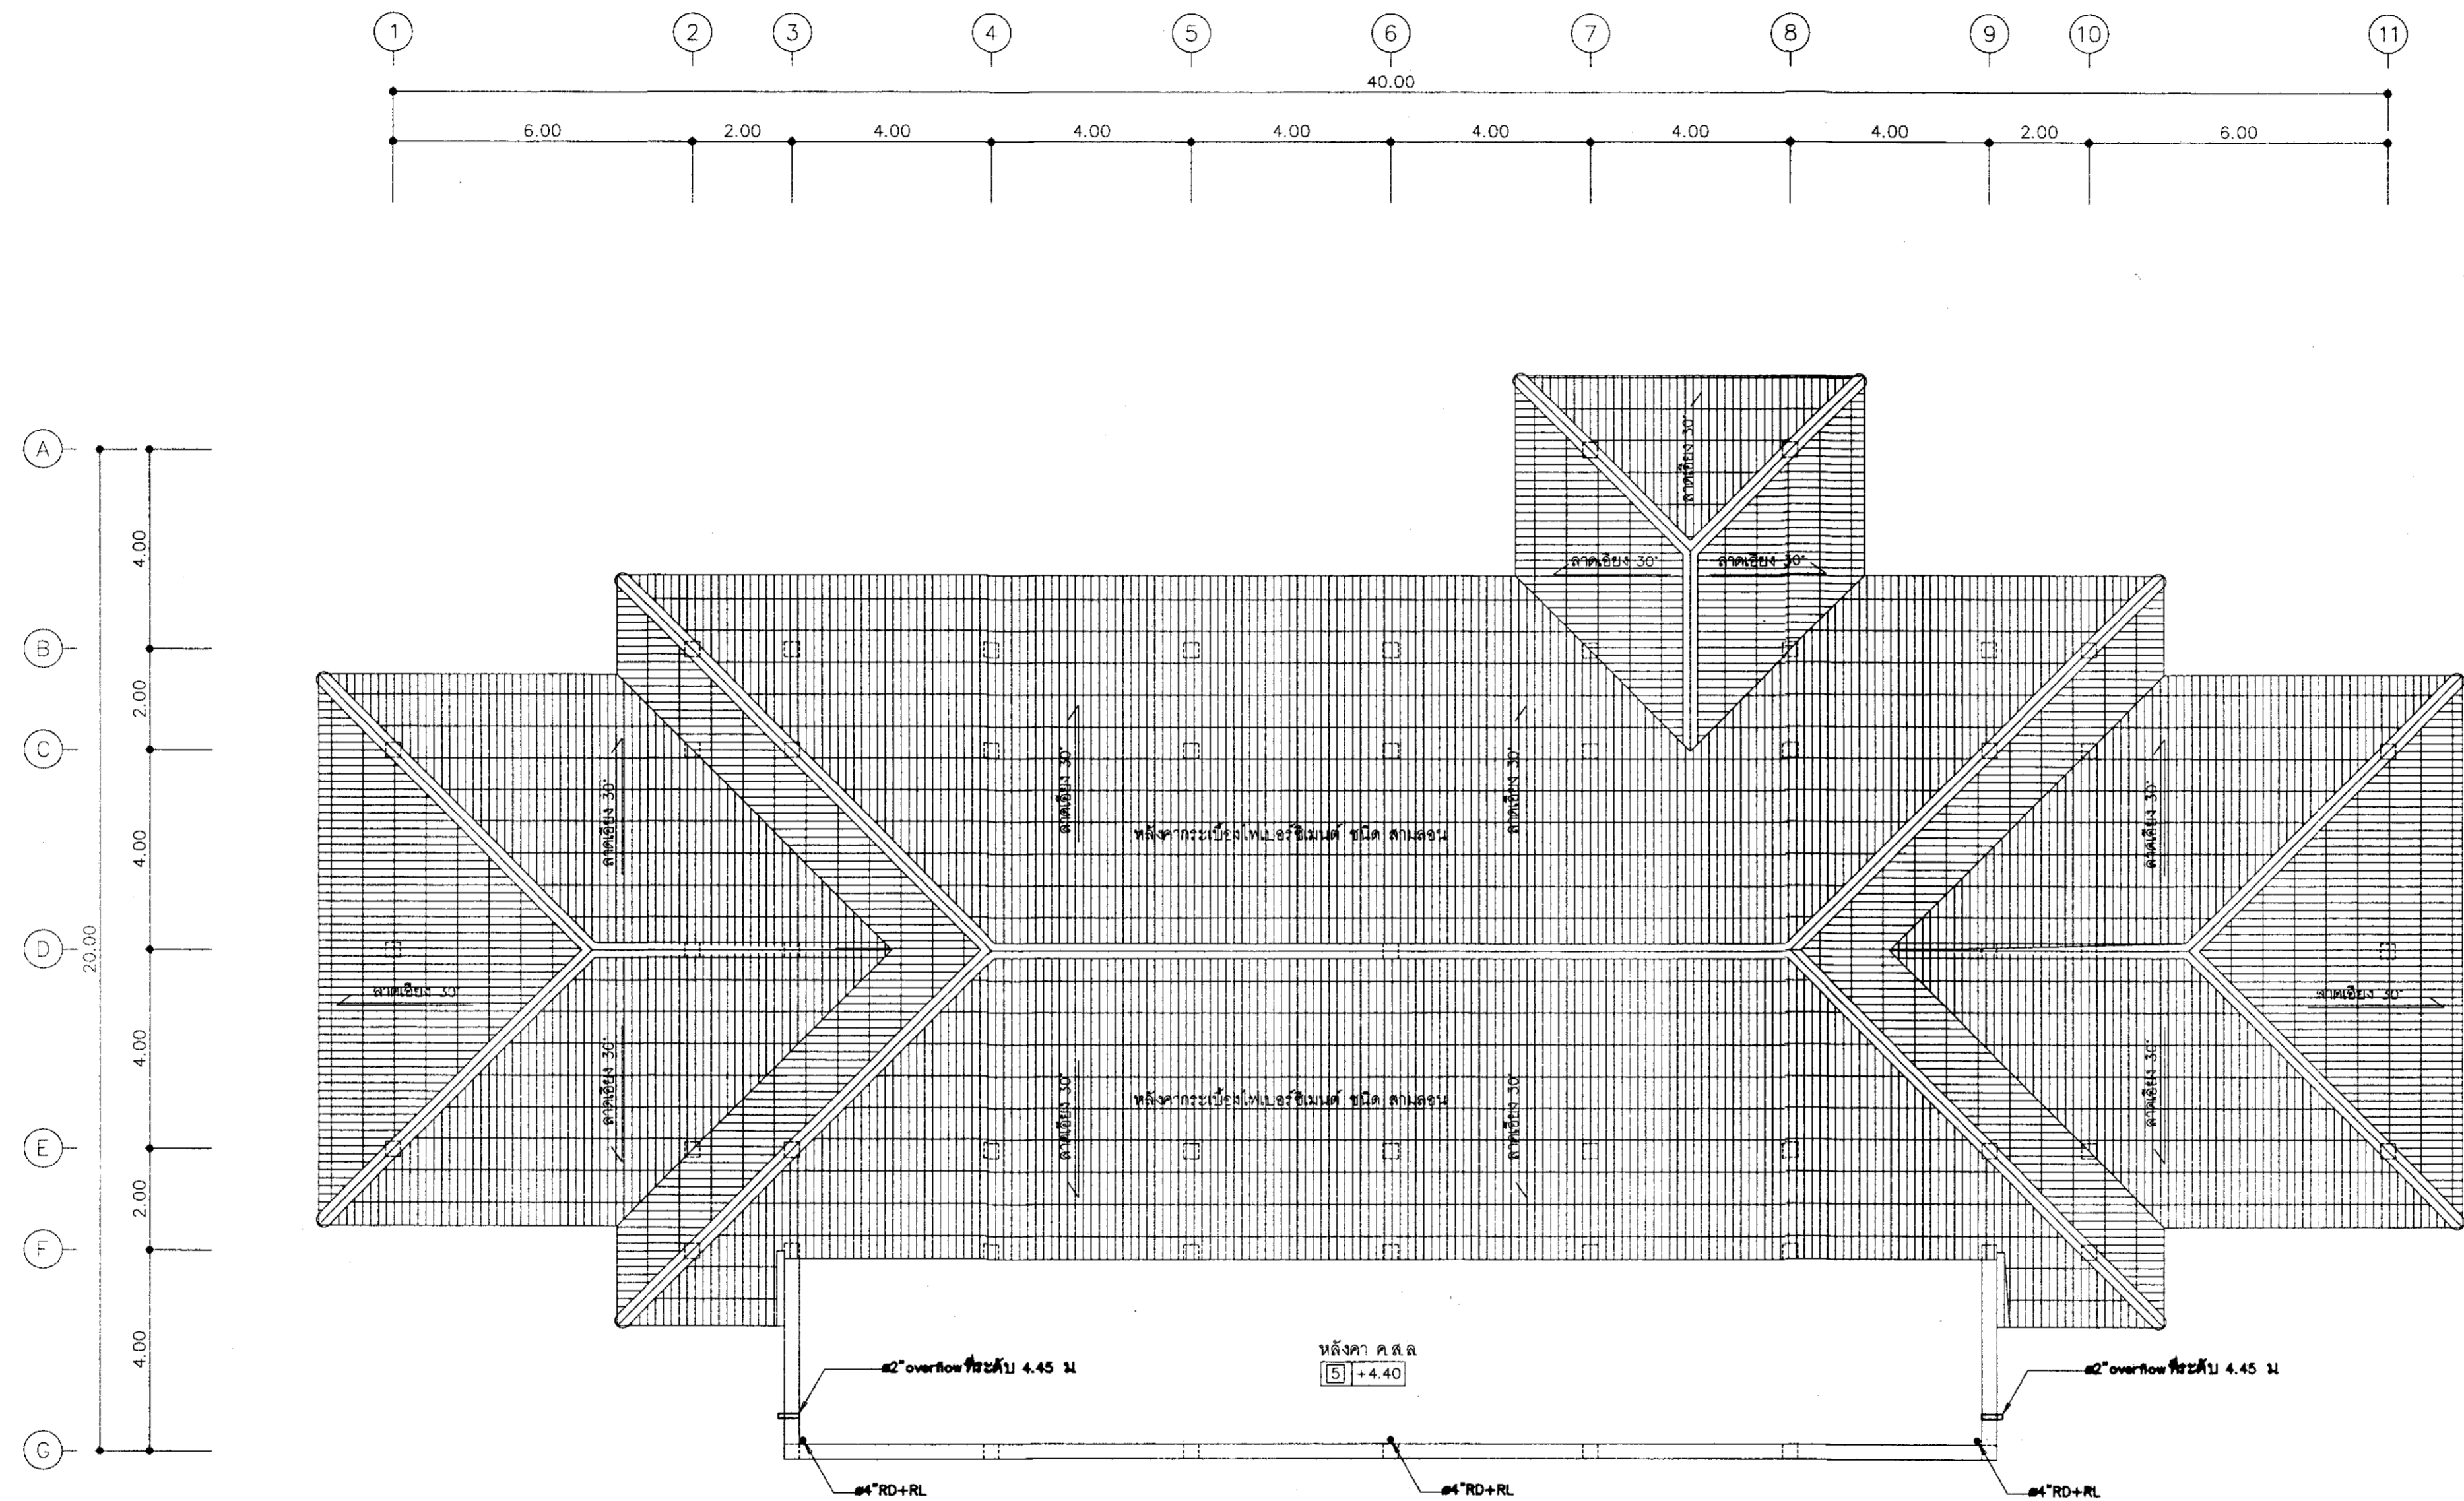 1 2 3 4 5 6 7 8 9 10 11
40.00
6.00 2.00 4.00 4.00 4.00 4.00 4.00 4.00 2.00 6.00
A
4.00
ลาดเอียง 30°
ลาดเอียง 30° ลาดเอียง 30°
B
2.00
C
4.00
ลาดเอียง 30° ลาดเอียง 30° ลาดเอียง 30° ลาดเอียง 30°
หลังคากระเบื้องไฟเบอร์ซีเมนต์ ชนิด สามลอน
D
20.00
ลาดเอียง 30° ลาดเอียง 30°
4.00
ลาดเอียง 30° ลาดเอียง 30° ลาดเอียง 30° ลาดเอียง 30°
หลังคากระเบื้องไฟเบอร์ซีเมนต์ ชนิด สามลอน
E
2.00
F
4.00
หลังคา ค.ส.ล.
5 +4.40
ø2"overflow ที่ระดับ 4.45 ม
ø2"overflow ที่ระดับ 4.45 ม
G
ø4"RD+RL ø4"RD+RL ø4"RD+RL